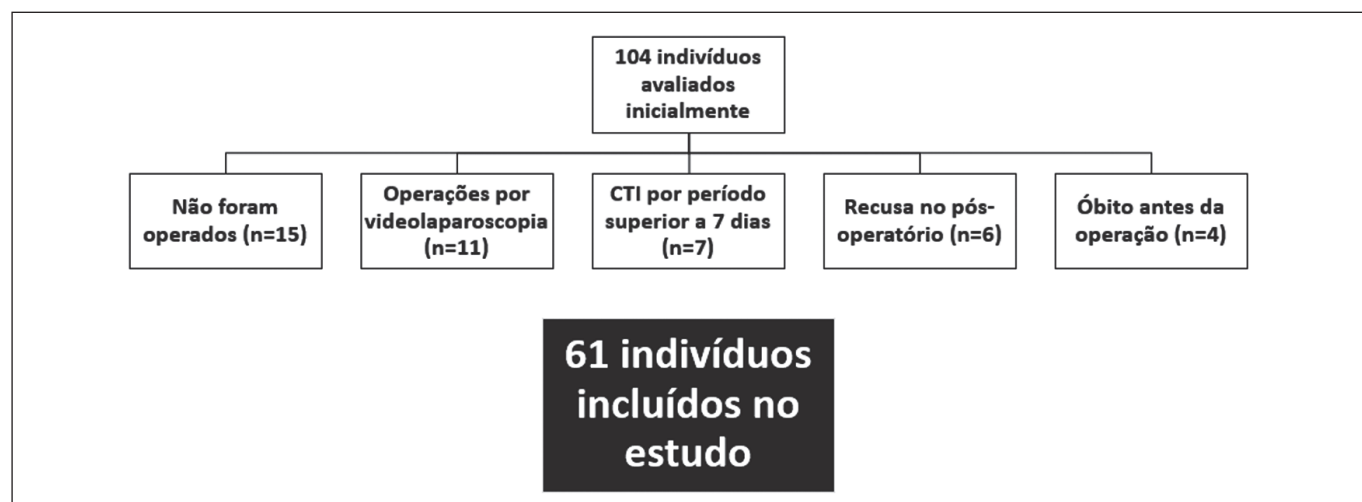 104 indivíduos
avaliados
inicialmente
Não foram
operados (n=15)
Operações por
videolaparoscopia
(n=11)
CTI por período
superior a 7 dias
(n=7)
Recusa no pós-
operatório (n=6)
Óbito antes da
operação (n=4)
61 indivíduos
incluídos no
estudo